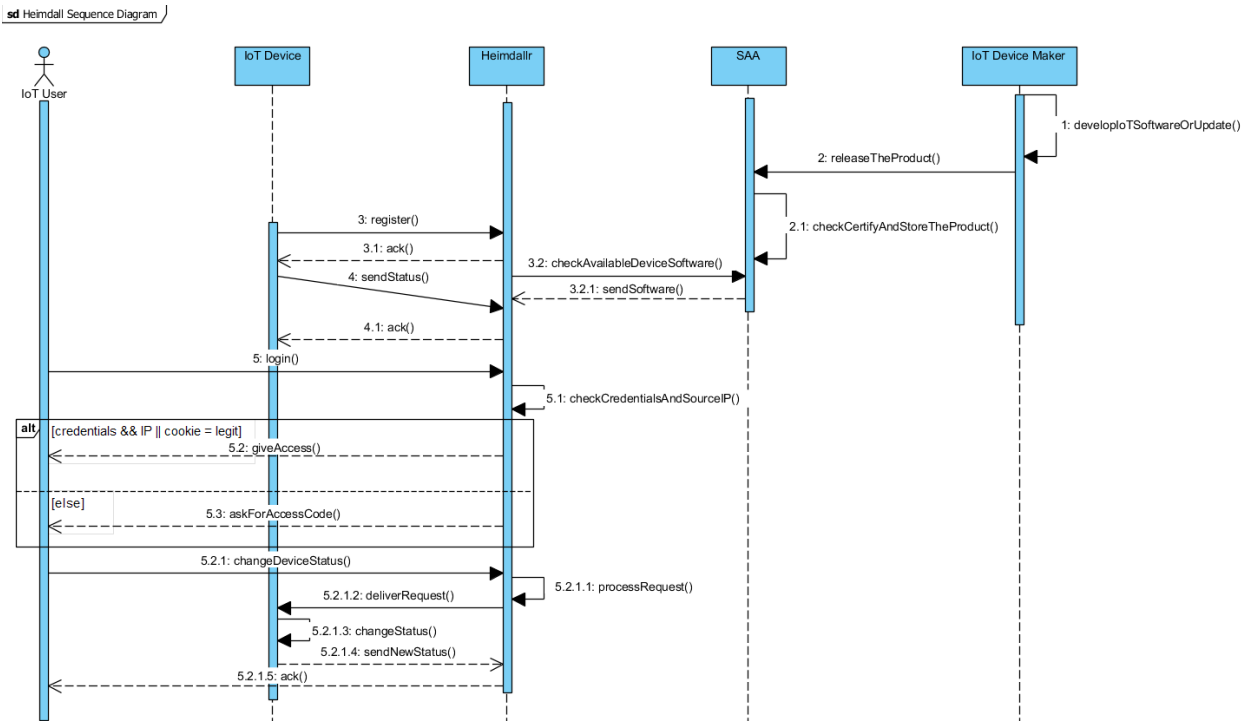 sd Heimdall Sequence Diagram
IoT User
IoT Device
Heimdallr
SAA
IoT Device Maker
1: developIoTSoftwareOrUpdate()
2: releaseTheProduct()
2.1: checkCertifyAndStoreTheProduct()
3: register()
3.1: ack()
3.2: checkAvailableDeviceSoftware()
4: sendStatus()
3.2.1: sendSoftware()
4.1: ack()
5: login()
5.1: checkCredentialsAndSourceIP()
alt
[credentials && IP || cookie = legit]
5.2: giveAccess()
[else]
5.3: askForAccessCode()
5.2.1: changeDeviceStatus()
5.2.1.1: processRequest()
5.2.1.2: deliverRequest()
5.2.1.3: changeStatus()
5.2.1.4: sendNewStatus()
5.2.1.5: ack()